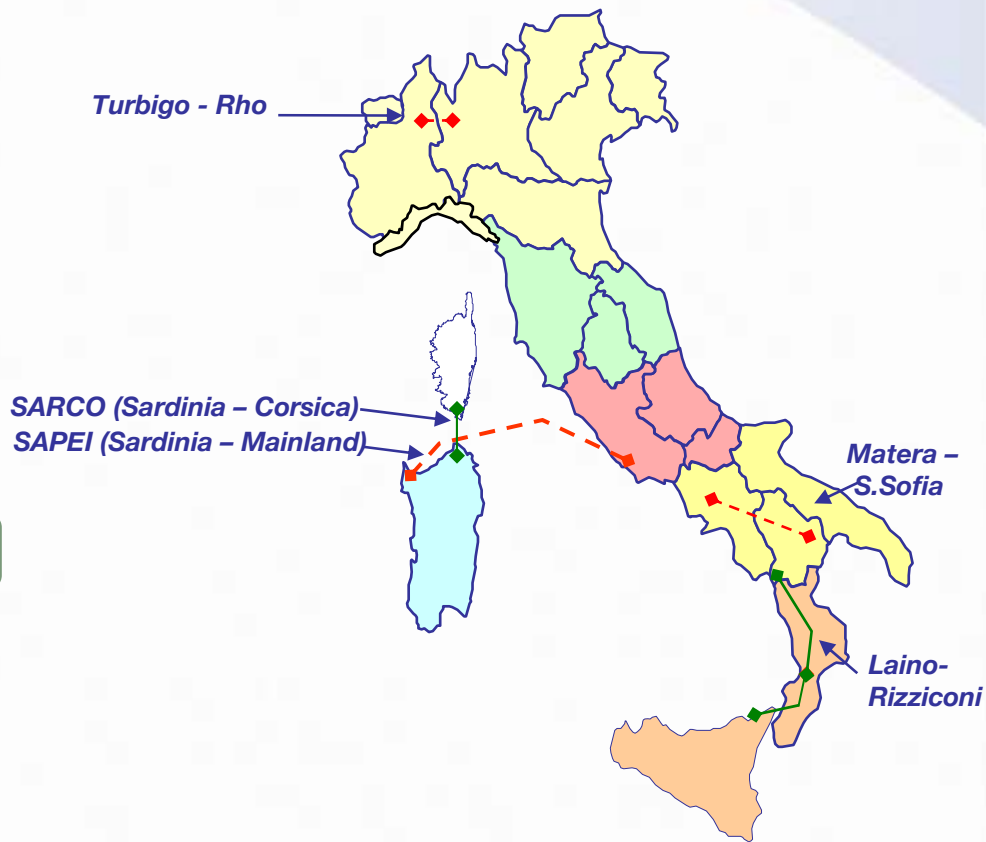 Turbigo - Rho
SARCO (Sardinia – Corsica)
SAPEI (Sardinia – Mainland)
Matera –
S.Sofia
Laino-
Rizziconi